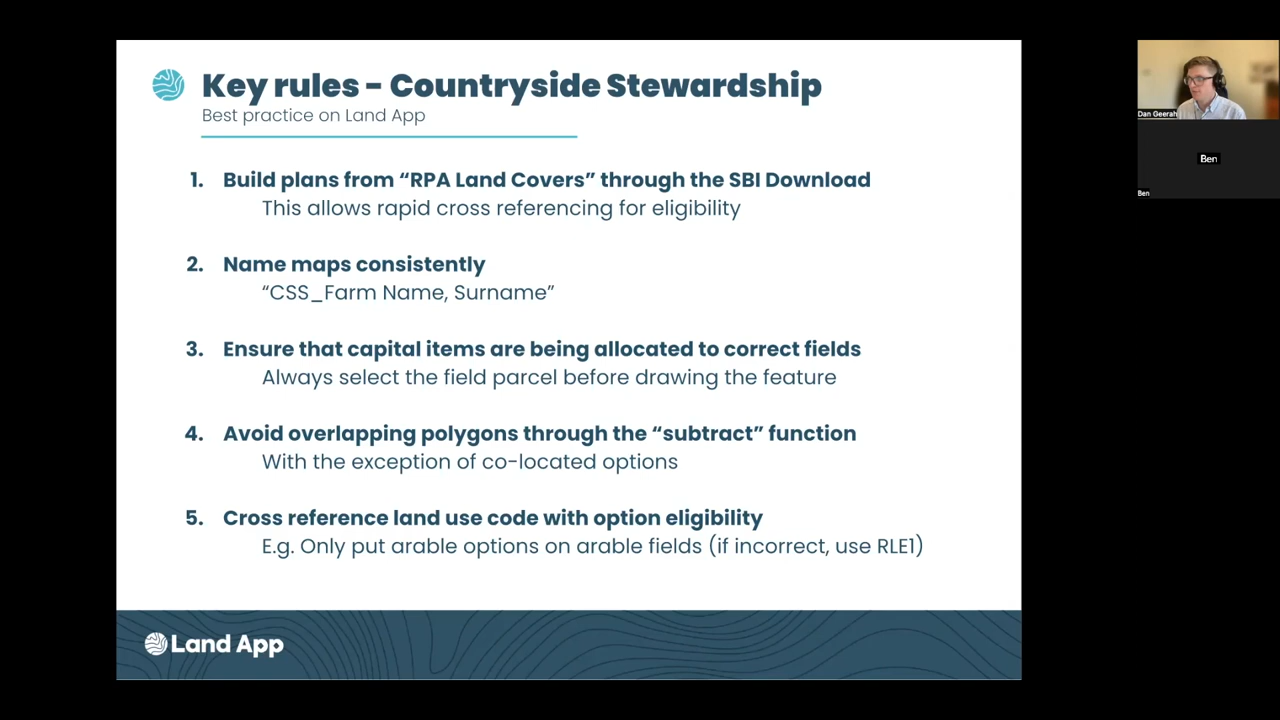 Key rules - Countryside Stewardship
Best practice on Land App
1. Build plans from “RPA Land Covers” through the SBI Download
This allows rapid cross referencing for eligibility
2. Name maps consistently
“CSS_Farm Name, Surname”
3. Ensure that capital items are being allocated to correct fields
Always select the field parcel before drawing the feature
4. Avoid overlapping polygons through the “subtract” function
With the exception of co-located options
5. Cross reference land use code with option eligibility
E.g. Only put arable options on arable fields (if incorrect, use RLE1)
Land App
Dan Geerah
Ben
Ben